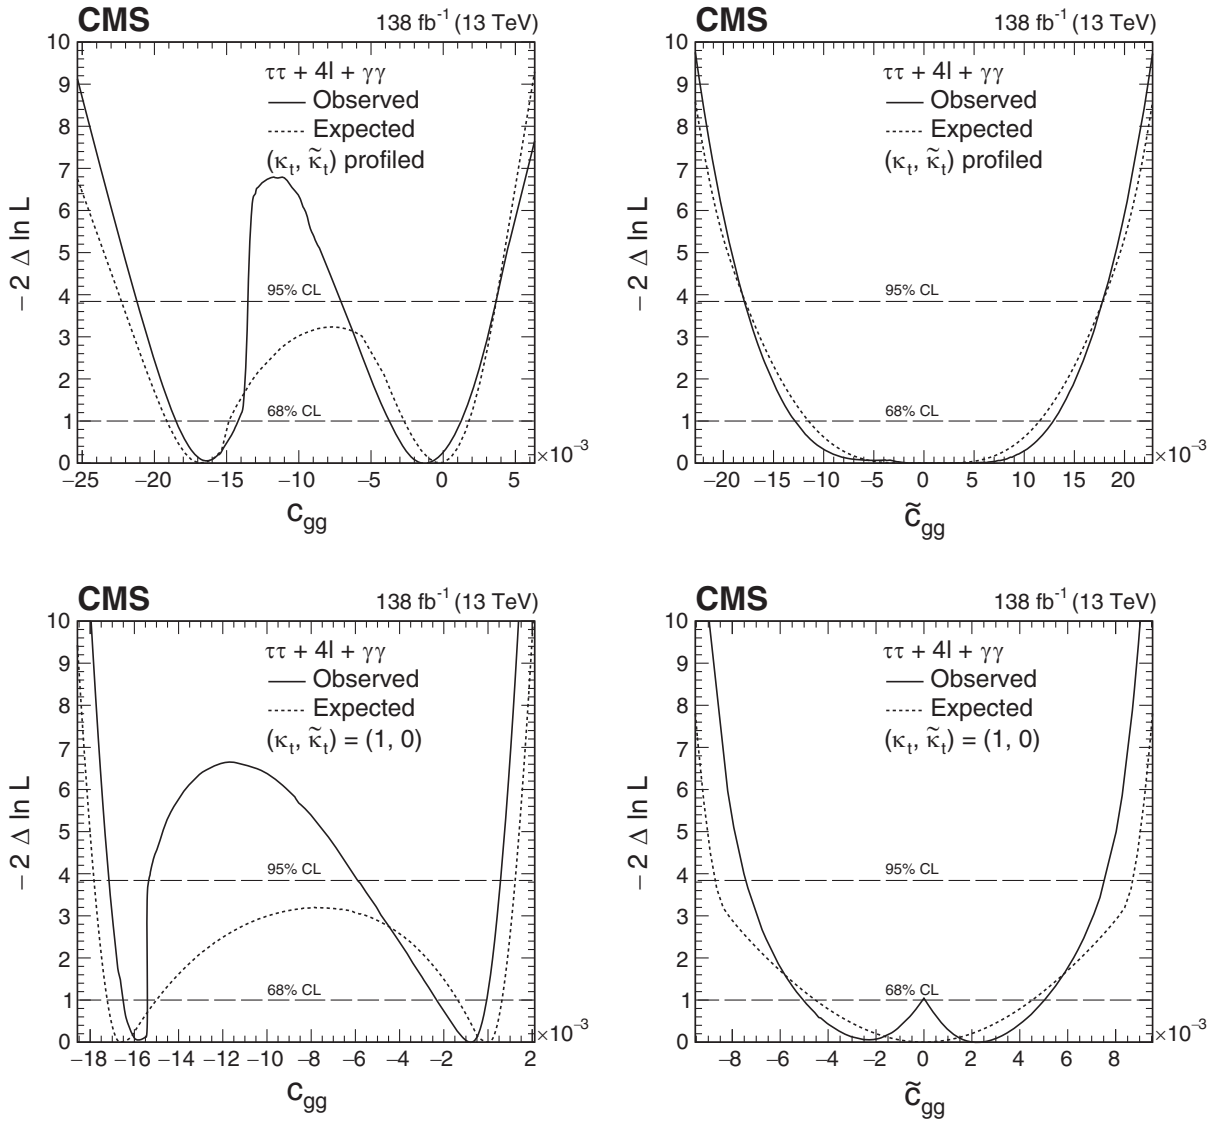 CMS 138 fb⁻¹ (13 TeV)
10
9
8
7
6
5
4
3
2
1
0
− 2 Δ ln L
ττ + 4l + γγ
Observed
Expected
(κt, κ̃t) profiled
95% CL
68% CL
−25 −20 −15 −10 −5 0 5
×10⁻³
cgg
CMS 138 fb⁻¹ (13 TeV)
10
9
8
7
6
5
4
3
2
1
0
− 2 Δ ln L
ττ + 4l + γγ
Observed
Expected
(κt, κ̃t) profiled
95% CL
68% CL
−20 −15 −10 −5 0 5 10 15 20
×10⁻³
c̃gg
CMS 138 fb⁻¹ (13 TeV)
10
9
8
7
6
5
4
3
2
1
0
− 2 Δ ln L
ττ + 4l + γγ
Observed
Expected
(κt, κ̃t) = (1, 0)
95% CL
68% CL
−18 −16 −14 −12 −10 −8 −6 −4 −2 0 2
×10⁻³
cgg
CMS 138 fb⁻¹ (13 TeV)
10
9
8
7
6
5
4
3
2
1
0
− 2 Δ ln L
ττ + 4l + γγ
Observed
Expected
(κt, κ̃t) = (1, 0)
95% CL
68% CL
−8 −6 −4 −2 0 2 4 6 8
×10⁻³
c̃gg